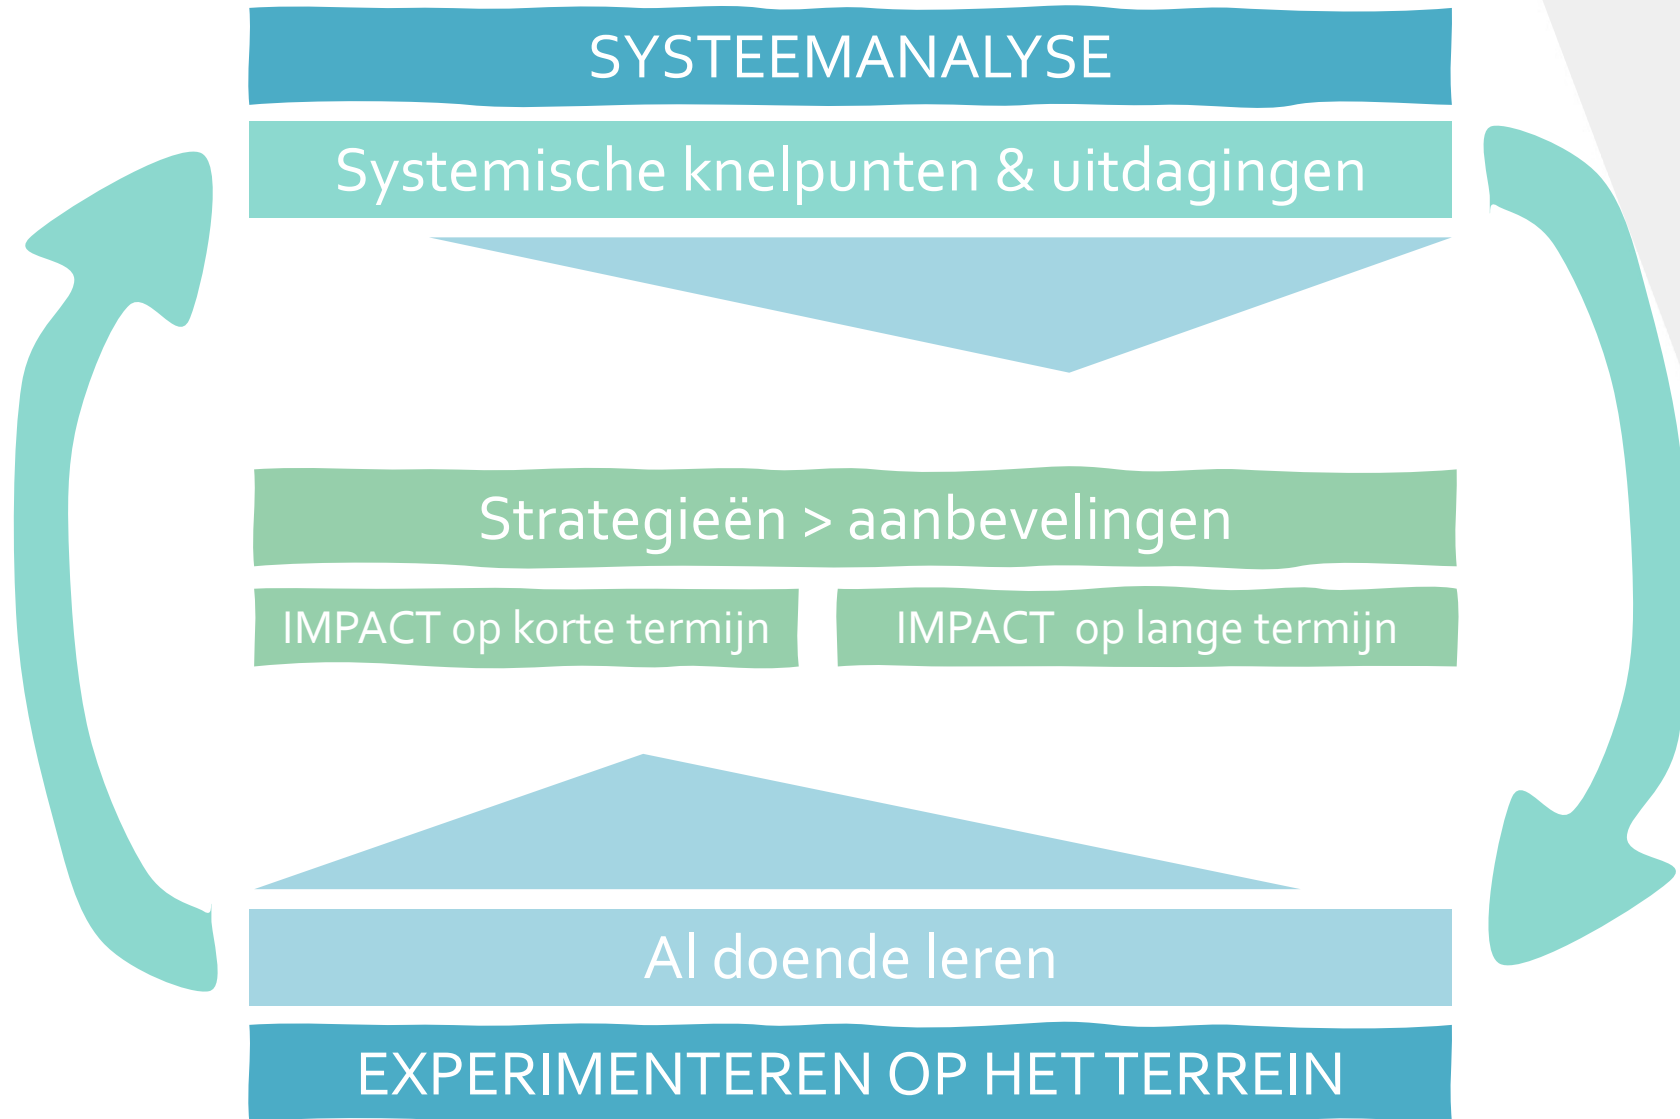 SYSTEEMANALYSE
Systemische knelpunten & uitdagingen
Strategieën > aanbevelingen
IMPACT op korte termijn
IMPACT op lange termijn
Al doende leren
EXPERIMENTEREN OP HET TERREIN